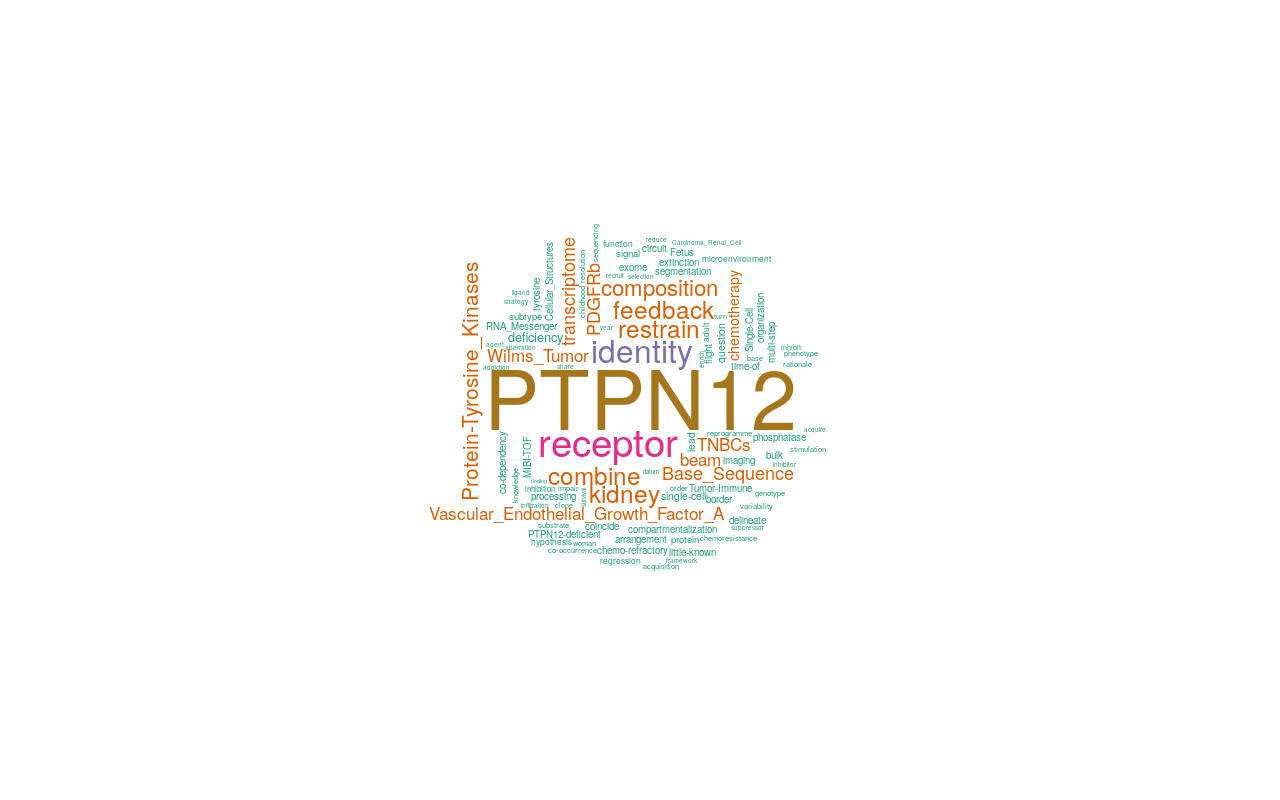 sequencing
function
reduce
Carcinoma_Renal_Cell
circuit
signal
Fetus
extinction
microenvironment
Cellular_Structures
transcriptome
childhood
resolution
exome
segmentation
recruit
selection
PDGFRb
composition
chemotherapy
Protein-Tyrosine_Kinases
ligand
strategy
tyrosine
subtype
RNA_Messenger
feedback
turn
restrain
year
adult
question
Single-Cell
organization
multi-step
deficiency
agent
aberration
Wilms_Tumor
identity
enrich
flight
base
time-of
inhibit
phenotype
rationale
addiction
share
PTPN12
receptor
lead
reprogramme
phosphatase
acquire
TNBCs
stimulation
co-dependency
MIBI-TOF
beam
imaging
bulk
inhibitor
knowledge
finding
combine
datum
Base_Sequence
inhibition
impair
survival
kidney
order
Tumor-Immune
genotype
processing
single-cell
border
infiltration
clone
variability
Vascular_Endothelial_Growth_Factor_A
delineate
substrate
coincide
compartmentalization
suppressor
PTPN12-deficient
arrangement
protein
chemoresistance
hypothesis
woman
co-occurrence
chemo-refractory
little-known
regression
framework
acquisition